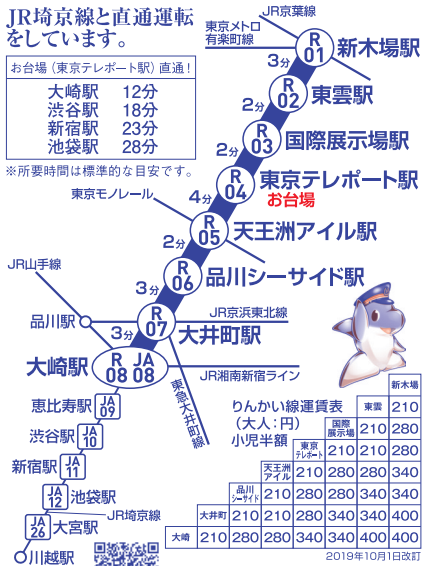 JR埼京線と直通運転
をしています。
お台場（東京テレポート駅）直通！
大崎駅 12分
渋谷駅 18分
新宿駅 23分
池袋駅 28分
※所要時間は標準的な目安です。
JR京葉線
東京メトロ
有楽町線
R
01
新木場駅
3分
R
02
東雲駅
2分
R
03
国際展示場駅
2分
R
04
東京テレポート駅
お台場
4分
東京モノレール
R
05
天王洲アイル駅
2分
R
06
品川シーサイド駅
3分
JR山手線
品川駅
R
07
大井町駅
JR京浜東北線
3分
大崎駅
R
08
JA
08
JR湘南新宿ライン
東急大井町線
恵比寿駅
JA
09
渋谷駅
JA
10
新宿駅
JA
11
JA
12
池袋駅
JR埼京線
JA
26
大宮駅
川越駅
りんかい線運賃表
（大人：円）
小児半額
新木場
東雲 210
国際
展示場 210 280
東京
テレポート 210 210 280
天王洲
アイル 210 280 280 340
品川
シーサイド 210 280 280 340 340
大井町 210 210 280 340 340 400
大崎 210 280 280 340 340 400 400
2019年10月1日改訂